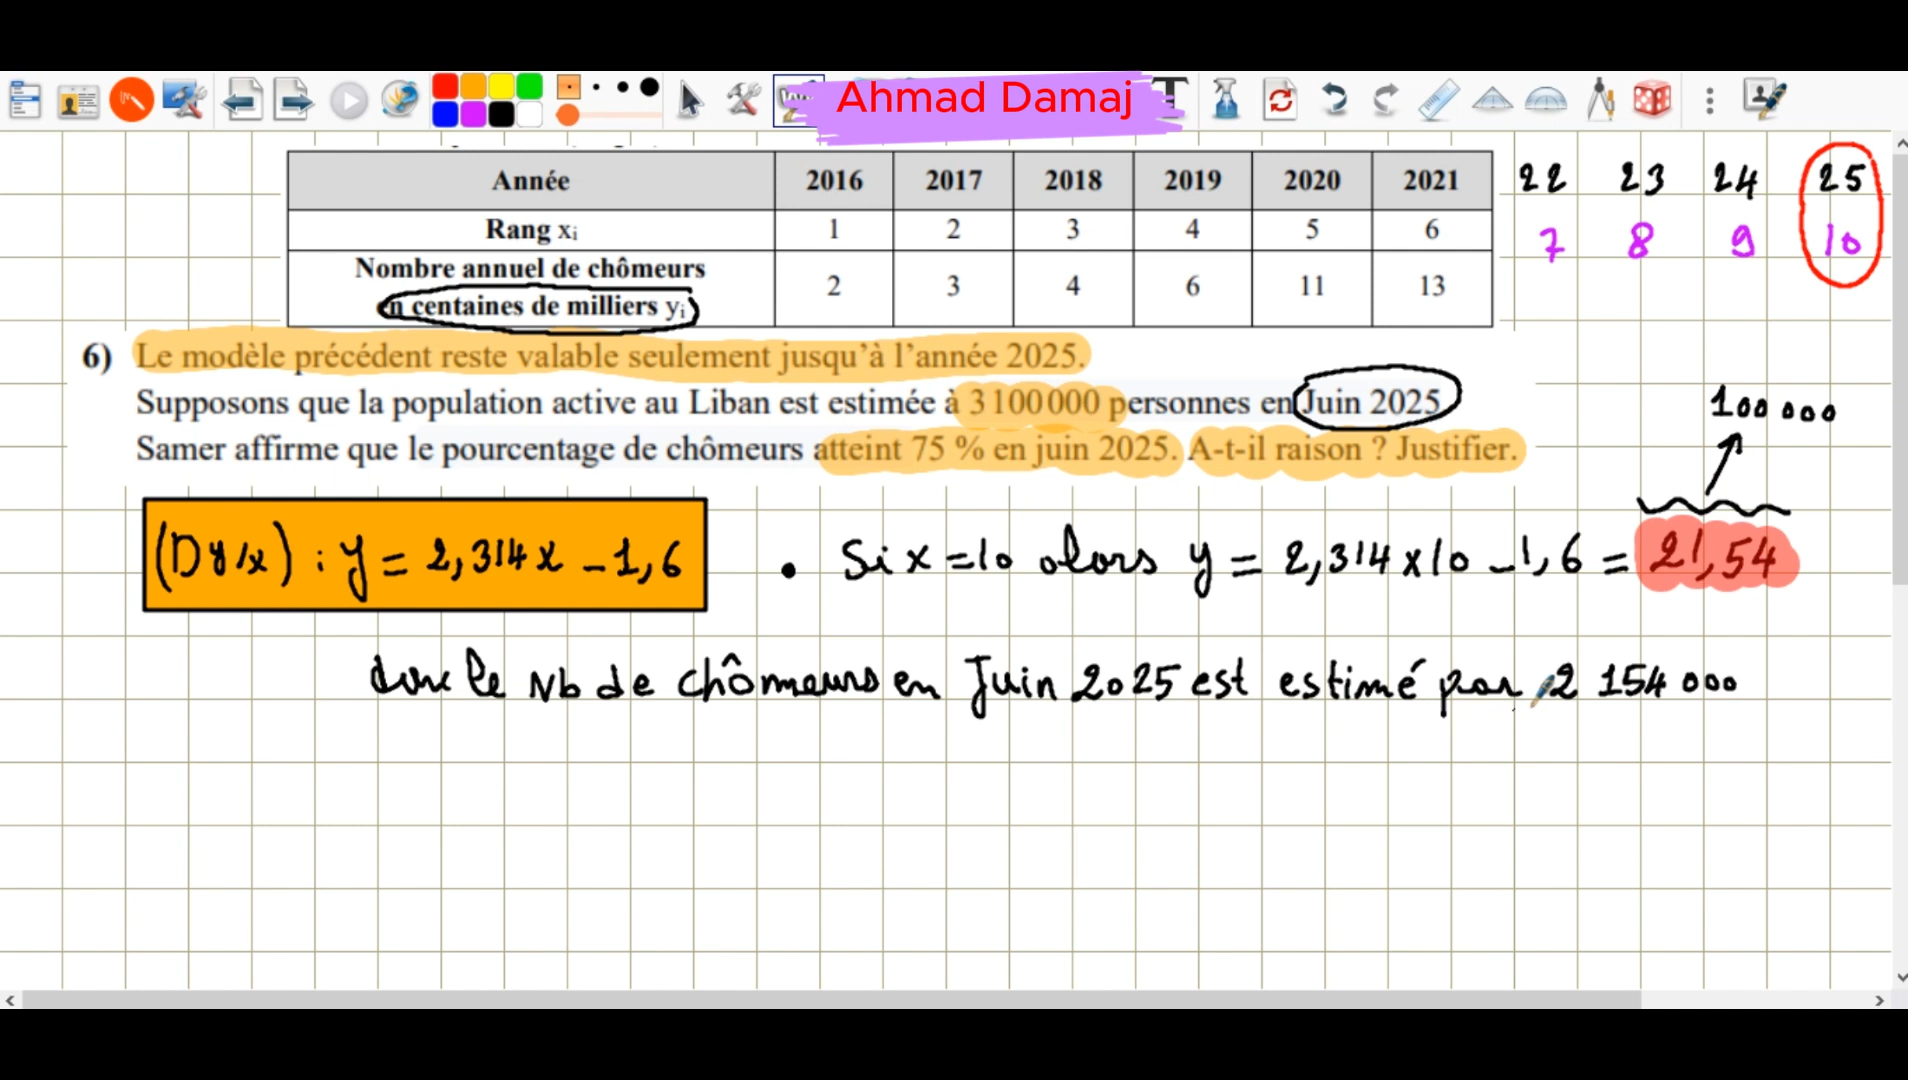 Ahmad Damaj
Année 2016 2017 2018 2019 2020 2021 22 23 24 25
Rang xᵢ 1 2 3 4 5 6 7 8 9 10
Nombre annuel de chômeurs
en centaines de milliers yᵢ 2 3 4 6 11 13
6) Le modèle précédent reste valable seulement jusqu'à l'année 2025.
Supposons que la population active au Liban est estimée à 3 100 000 personnes en Juin 2025
Samer affirme que le pourcentage de chômeurs atteint 75 % en juin 2025. A-t-il raison ? Justifier.
100 000
(Dy/x) : y = 2,314x - 1,6
• Si x = 10 alors y = 2,314 x 10 - 1,6 = 21,54
donc le Nb de chômeurs en Juin 2025 est estimé par 2 154 000